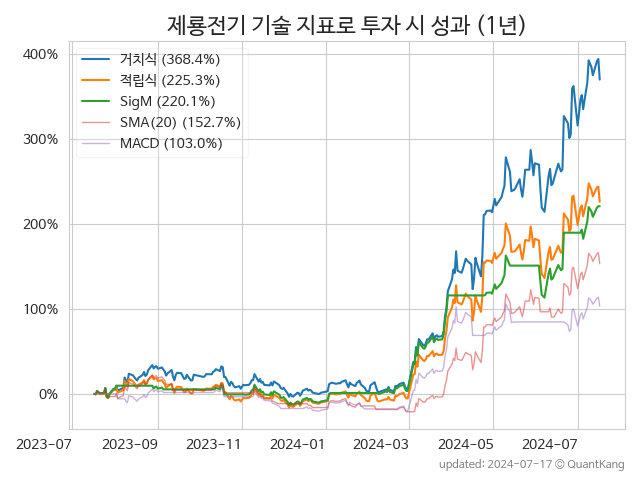 제룡전기 기술 지표로 투자 시 성과 (1년)
400%
300%
200%
100%
0%
거치식 (368.4%)
적립식 (225.3%)
SigM (220.1%)
SMA(20) (152.7%)
MACD (103.0%)
2023-07
2023-09
2023-11
2024-01
2024-03
2024-05
2024-07
updated: 2024-07-17 ⓒ QuantKang